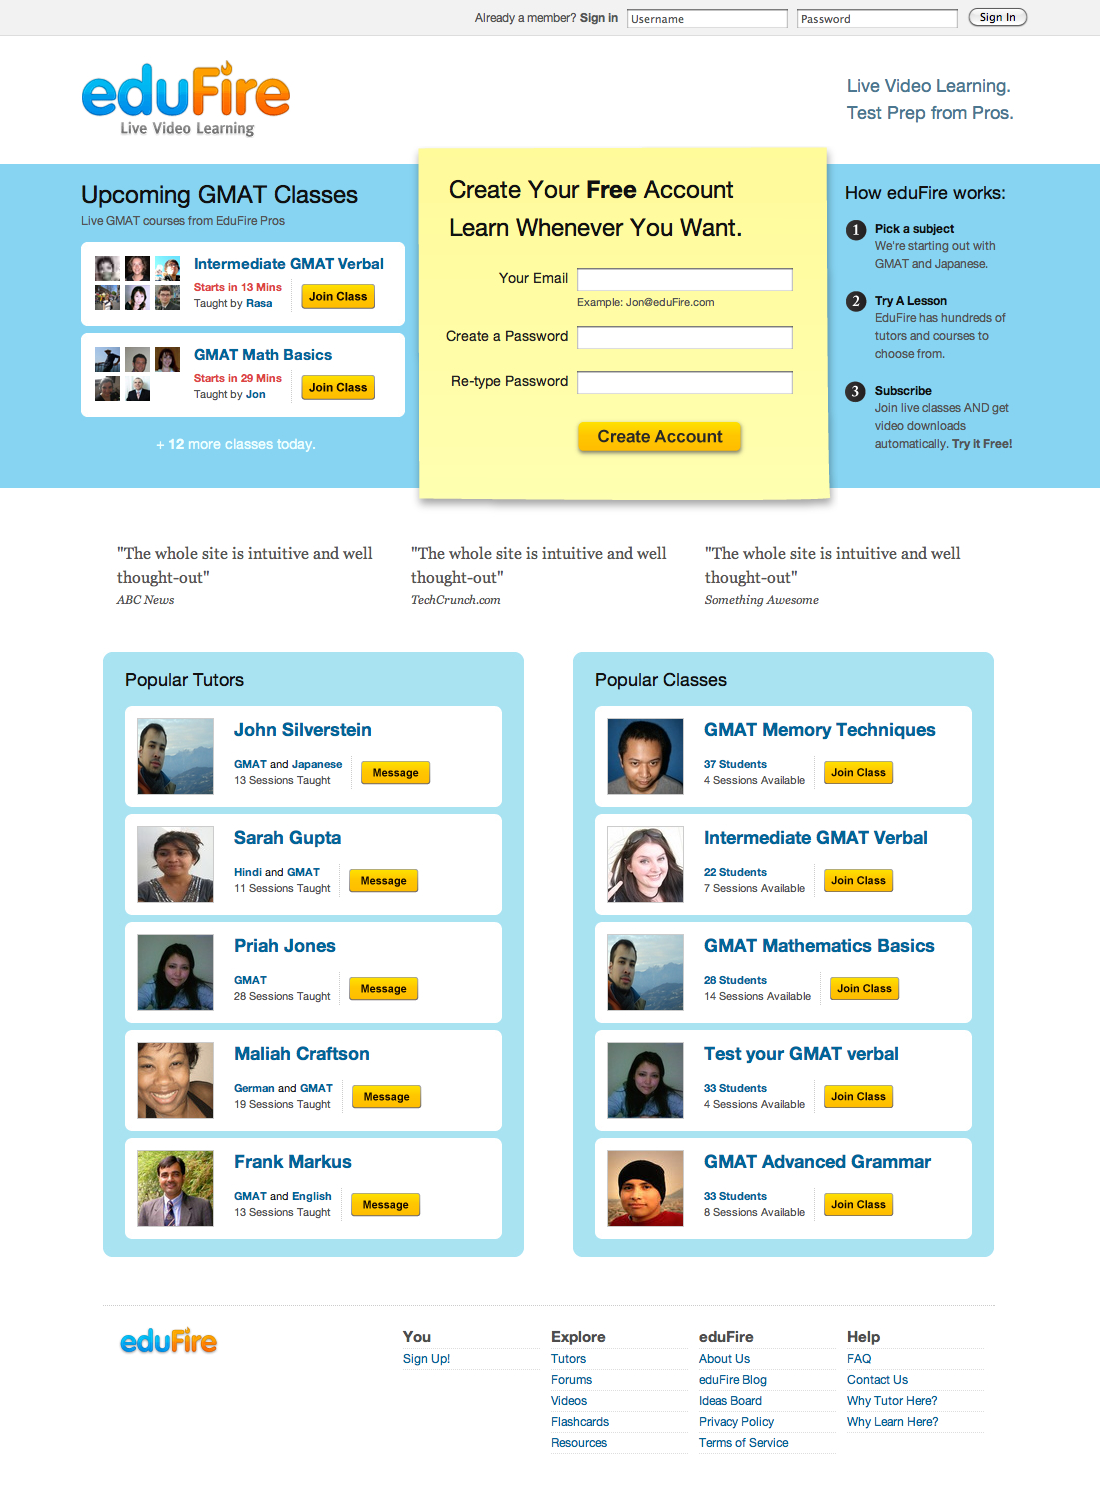 Already a member? Sign in
Username
Password
Sign In
eduFire
Live Video Learning
Live Video Learning.
Test Prep from Pros.
Upcoming GMAT Classes
Live GMAT courses from EduFire Pros
Intermediate GMAT Verbal
Starts in 13 Mins
Taught by Rasa
Join Class
GMAT Math Basics
Starts in 29 Mins
Taught by Jon
Join Class
+ 12 more classes today.
Create Your Free Account
Learn Whenever You Want.
Your Email
Example: Jon@eduFire.com
Create a Password
Re-type Password
Create Account
How eduFire works:
1 Pick a subject
We're starting out with
GMAT and Japanese.
2 Try A Lesson
EduFire has hundreds of
tutors and courses to
choose from.
3 Subscribe
Join live classes AND get
video downloads
automatically. Try it Free!
"The whole site is intuitive and well
thought-out"
ABC News
"The whole site is intuitive and well
thought-out"
TechCrunch.com
"The whole site is intuitive and well
thought-out"
Something Awesome
Popular Tutors
John Silverstein
GMAT and Japanese
13 Sessions Taught
Message
Sarah Gupta
Hindi and GMAT
11 Sessions Taught
Message
Priah Jones
GMAT
28 Sessions Taught
Message
Maliah Craftson
German and GMAT
19 Sessions Taught
Message
Frank Markus
GMAT and English
13 Sessions Taught
Message
Popular Classes
GMAT Memory Techniques
37 Students
4 Sessions Available
Join Class
Intermediate GMAT Verbal
22 Students
7 Sessions Available
Join Class
GMAT Mathematics Basics
28 Students
14 Sessions Available
Join Class
Test your GMAT verbal
33 Students
4 Sessions Available
Join Class
GMAT Advanced Grammar
33 Students
8 Sessions Available
Join Class
eduFire
You
Sign Up!
Explore
Tutors
Forums
Videos
Flashcards
Resources
eduFire
About Us
eduFire Blog
Ideas Board
Privacy Policy
Terms of Service
Help
FAQ
Contact Us
Why Tutor Here?
Why Learn Here?